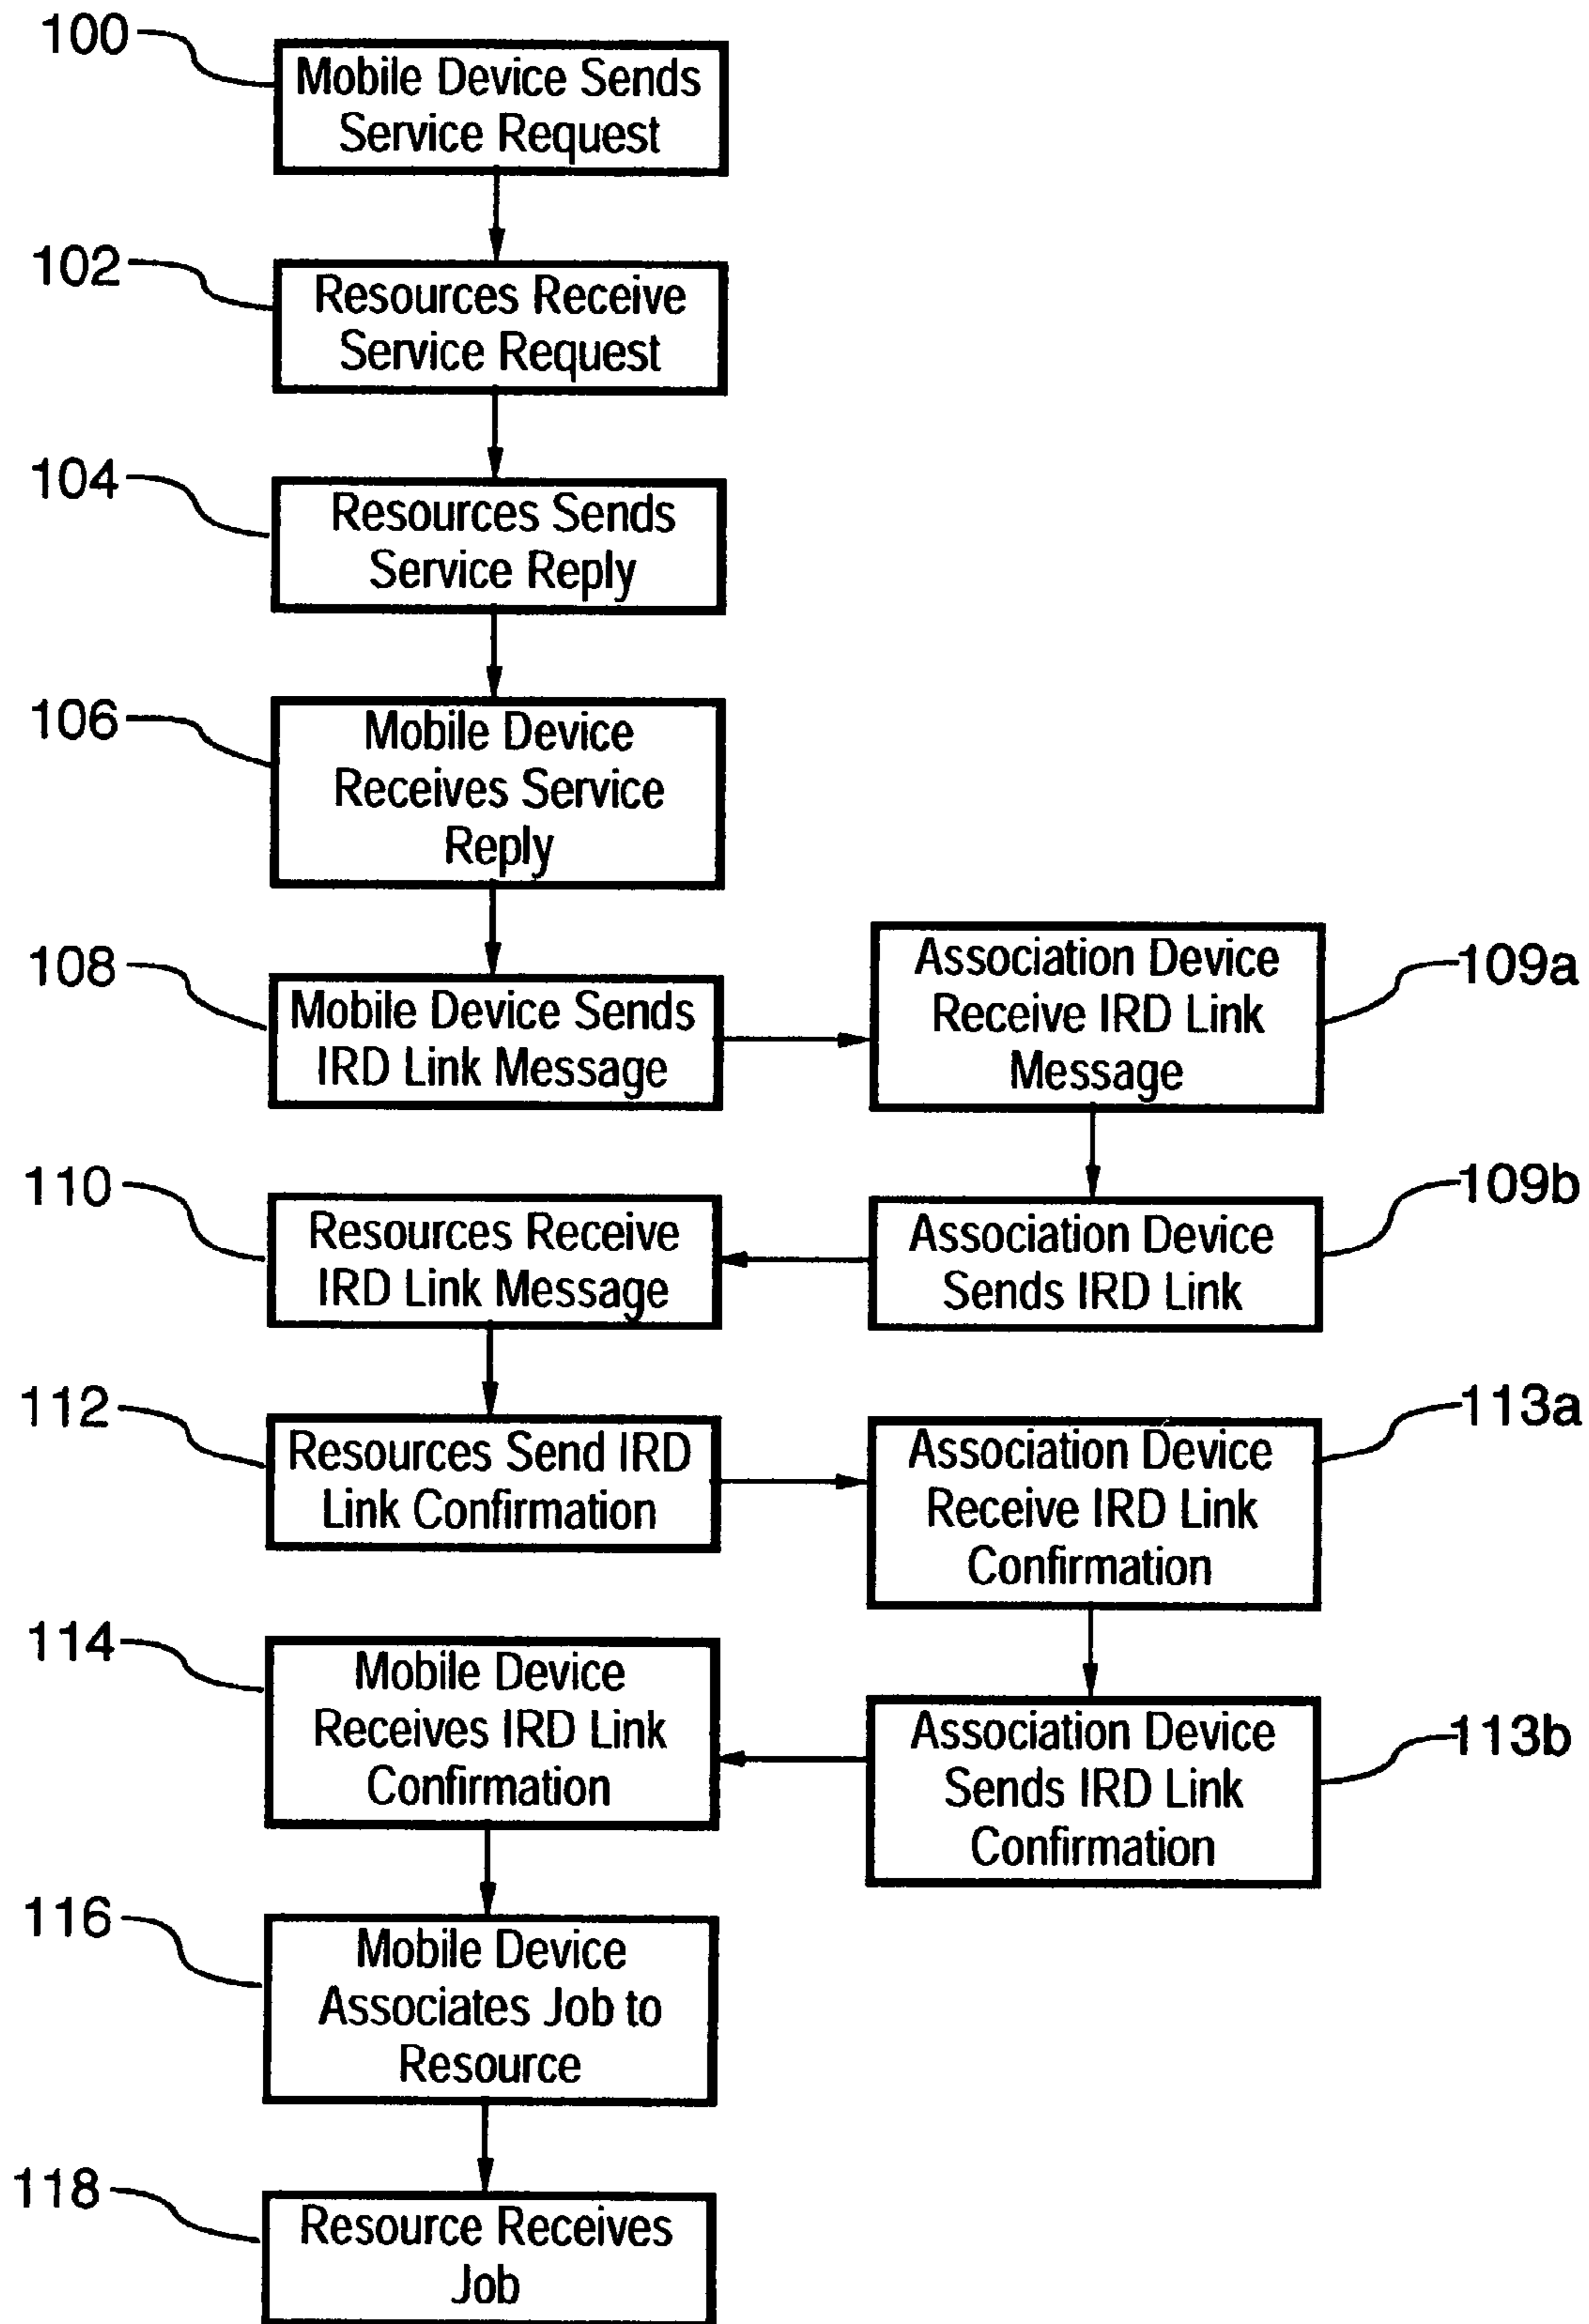 100
Mobile Device Sends
Service Request
102
Resources Receive
Service Request
104
Resources Sends
Service Reply
106
Mobile Device
Receives Service
Reply
108
Mobile Device Sends
IRD Link Message
Association Device
Receive IRD Link
Message
109a
110
Resources Receive
IRD Link Message
Association Device
Sends IRD Link
109b
112
Resources Send IRD
Link Confirmation
Association Device
Receive IRD Link
Confirmation
113a
114
Mobile Device
Receives IRD Link
Confirmation
Association Device
Sends IRD Link
Confirmation
113b
116
Mobile Device
Associates Job to
Resource
118
Resource Receives
Job